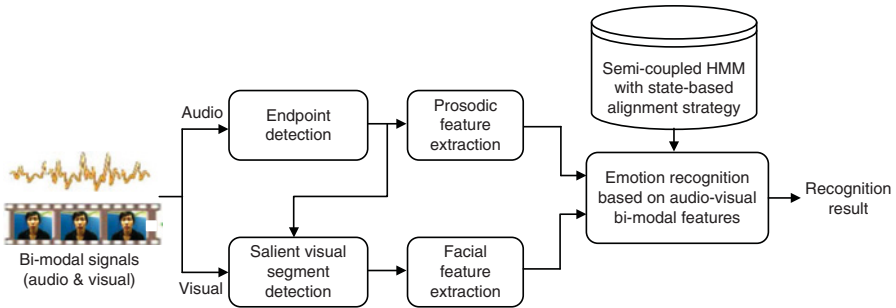 Bi-modal signals
(audio & visual)
Audio
Visual
Endpoint
detection
Prosodic
feature
extraction
Salient visual
segment
detection
Facial
feature
extraction
Semi-coupled HMM
with state-based
alignment strategy
Emotion recognition
based on audio-visual
bi-modal features
Recognition
result